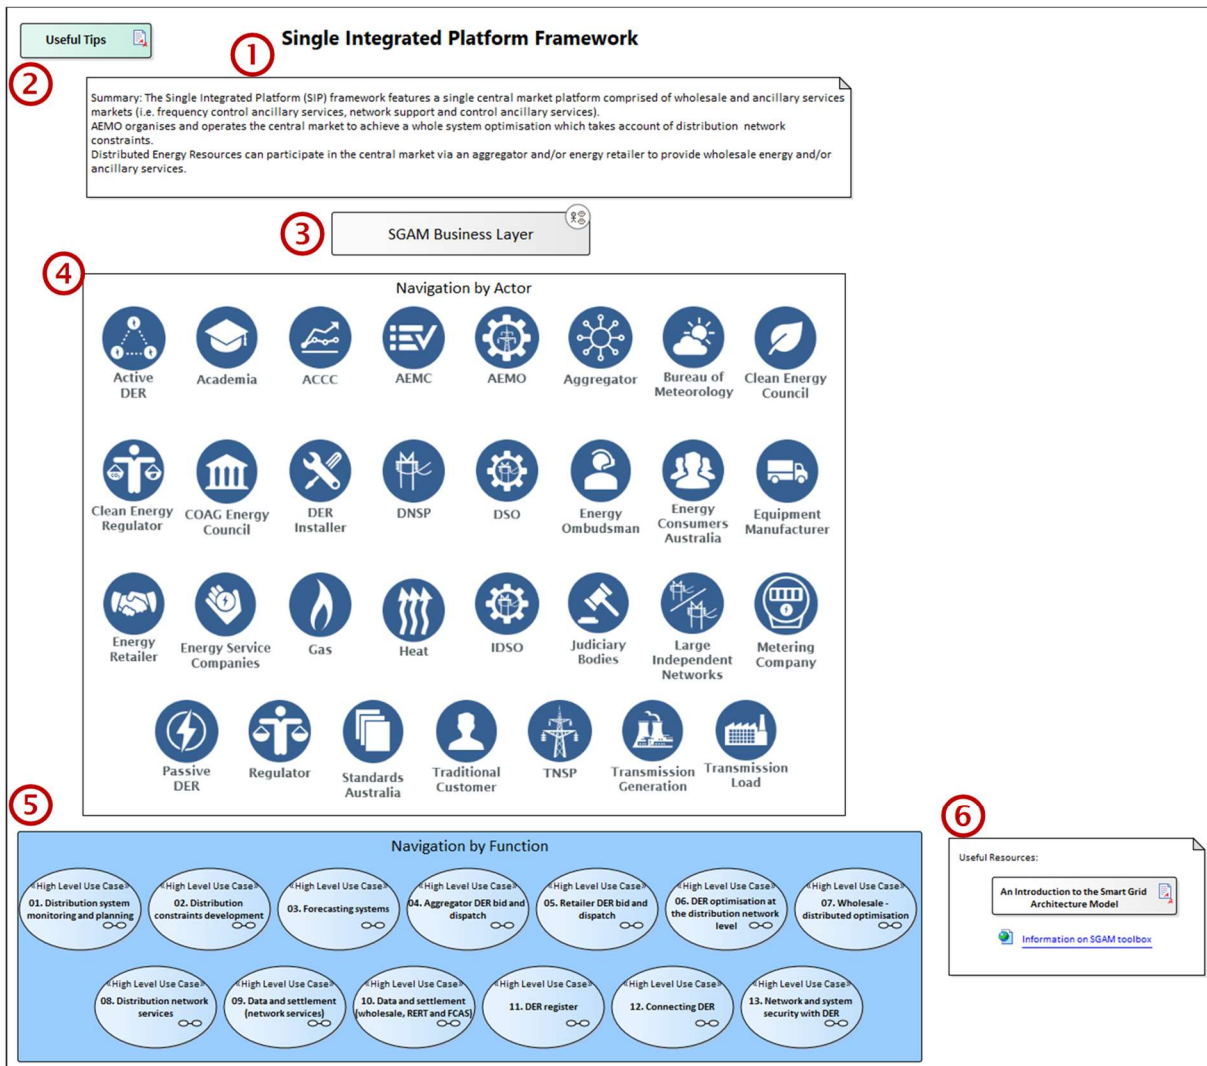 Useful Tips
1
Single Integrated Platform Framework
2
Summary: The Single Integrated Platform (SIP) framework features a single central market platform comprised of wholesale and ancillary services
markets (i.e. frequency control ancillary services, network support and control ancillary services).
AEMO organises and operates the central market to achieve a whole system optimisation which takes account of distribution network
constraints.
Distributed Energy Resources can participate in the central market via an aggregator and/or energy retailer to provide wholesale energy and/or
ancillary services.
3
SGAM Business Layer
4
Navigation by Actor
Active
DER
Academia
ACCC
AEMC
AEMO
Aggregator
Bureau of
Meteorology
Clean Energy
Council
CO₂
Clean Energy
Regulator
COAG Energy
Council
DER
Installer
DNSP
DSO
Energy
Ombudsman
Energy
Consumers
Australia
Equipment
Manufacturer
Energy
Retailer
Energy Service
Companies
Gas
Heat
IDSO
Judiciary
Bodies
Large
Independent
Networks
Metering
Company
Passive
DER
Regulator
Standards
Australia
Traditional
Customer
TNSP
Transmission
Generation
Transmission
Load
5
Navigation by Function
«High Level Use Case»
01. Distribution system
monitoring and planning
«High Level Use Case»
02. Distribution
constraints development
«High Level Use Case»
03. Forecasting systems
«High Level Use Case»
04. Aggregator DER bid and
dispatch
«High Level Use Case»
05. Retailer DER bid and
dispatch
«High Level Use Case»
06. DER optimisation at
the distribution network
level
«High Level Use Case»
07. Wholesale -
distributed optimisation
«High Level Use Case»
08. Distribution network
services
«High Level Use Case»
09. Data and settlement
(network services)
«High Level Use Case»
10. Data and settlement
(wholesale, RERT and FCAS)
«High Level Use Case»
11. DER register
«High Level Use Case»
12. Connecting DER
«High Level Use Case»
13. Network and system
security with DER
6
Useful Resources:
An Introduction to the Smart Grid
Architecture Model
Information on SGAM toolbox